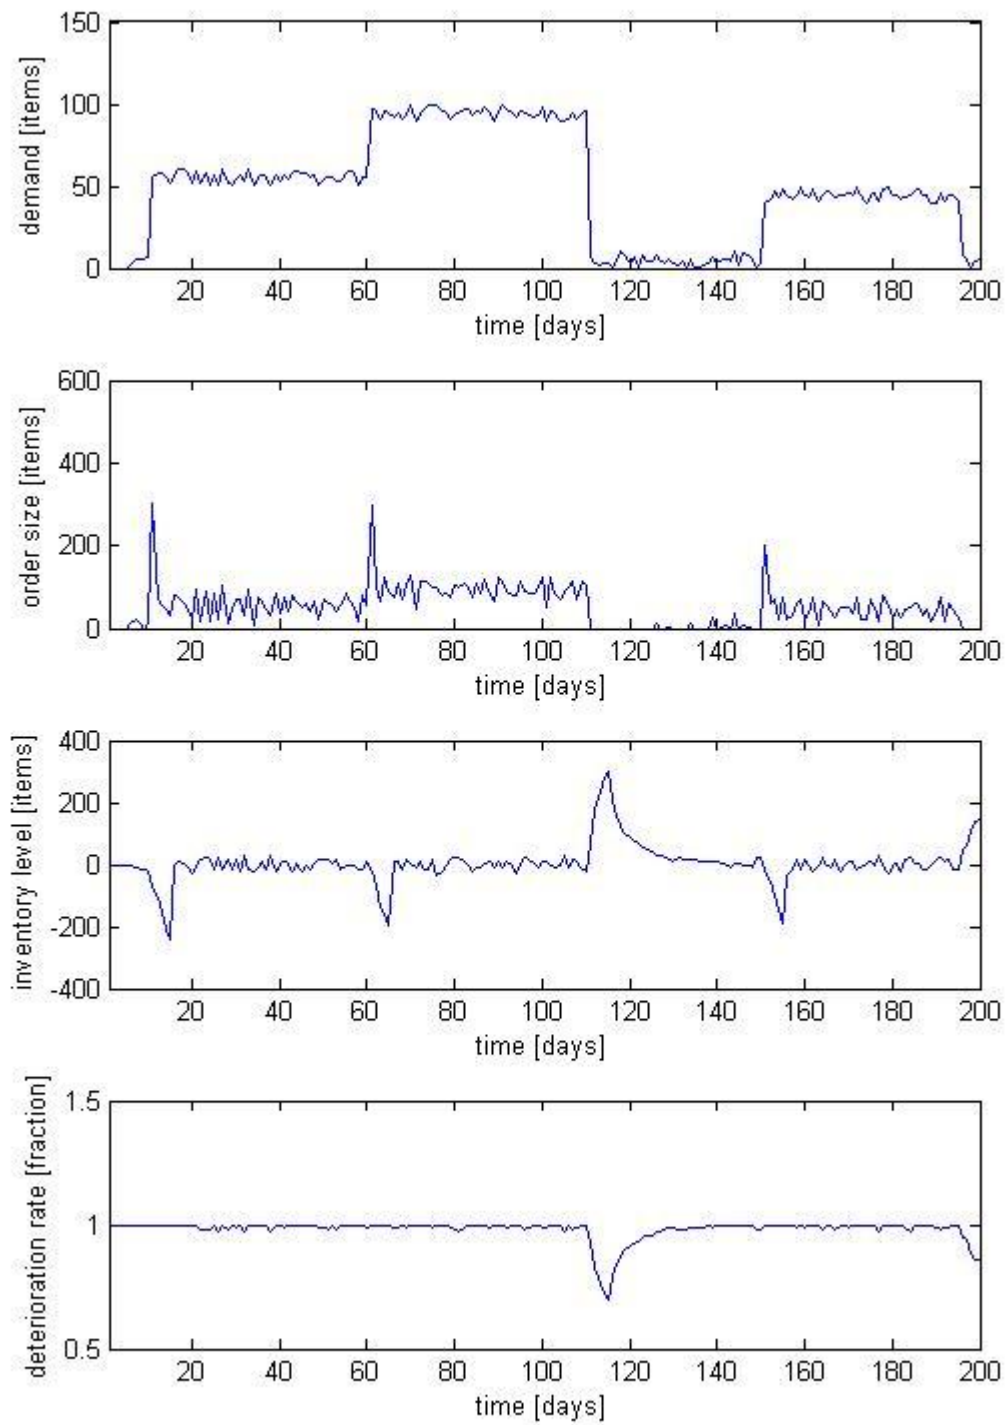 150
100
50
0
demand [items]
20 40 60 80 100 120 140 160 180 200
time [days]
600
400
200
0
order size [items]
20 40 60 80 100 120 140 160 180 200
time [days]
400
200
0
-200
-400
inventory level [items]
20 40 60 80 100 120 140 160 180 200
time [days]
1.5
1
0.5
deterioration rate [fraction]
20 40 60 80 100 120 140 160 180 200
time [days]